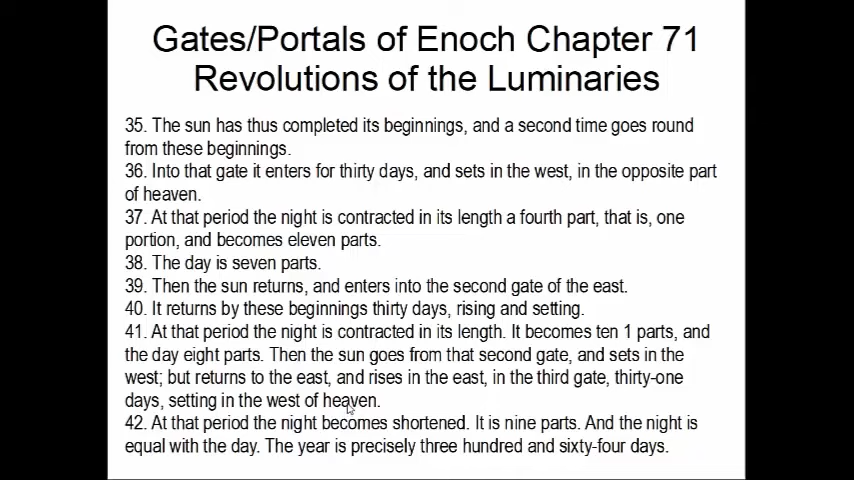 Gates/Portals of Enoch Chapter 71
Revolutions of the Luminaries
35. The sun has thus completed its beginnings, and a second time goes round
from these beginnings.
36. Into that gate it enters for thirty days, and sets in the west, in the opposite part
of heaven.
37. At that period the night is contracted in its length a fourth part, that is, one
portion, and becomes eleven parts.
38. The day is seven parts.
39. Then the sun returns, and enters into the second gate of the east.
40. It returns by these beginnings thirty days, rising and setting.
41. At that period the night is contracted in its length. It becomes ten 1 parts, and
the day eight parts. Then the sun goes from that second gate, and sets in the
west; but returns to the east, and rises in the east, in the third gate, thirty-one
days, setting in the west of heaven.
42. At that period the night becomes shortened. It is nine parts. And the night is
equal with the day. The year is precisely three hundred and sixty-four days.